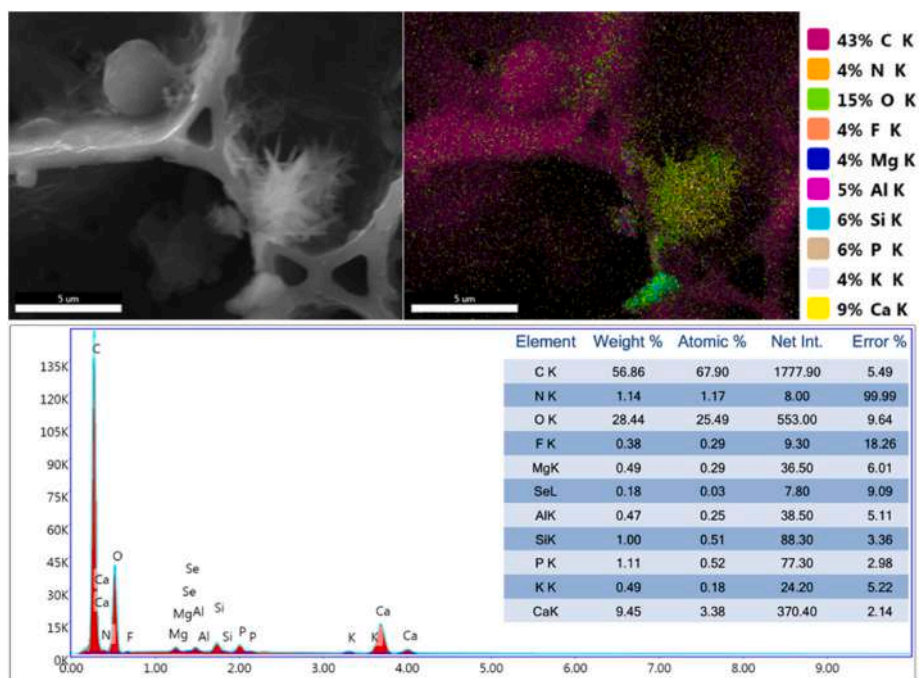 5 um
5 um
43% C K
4% N K
15% O K
4% F K
4% Mg K
5% Al K
6% Si K
6% P K
4% K K
9% Ca K
Element Weight % Atomic % Net Int. Error %
C K 56.86 67.90 1777.90 5.49
N K 1.14 1.17 8.00 99.99
O K 28.44 25.49 553.00 9.64
F K 0.38 0.29 9.30 18.26
MgK 0.49 0.29 36.50 6.01
SeL 0.18 0.03 7.80 9.09
AlK 0.47 0.25 38.50 5.11
SiK 1.00 0.51 88.30 3.36
P K 1.11 0.52 77.30 2.98
K K 0.49 0.18 24.20 5.22
CaK 9.45 3.38 370.40 2.14
135K
120K
105K
90K
75K
60K
45K
30K
15K
0K
C
O
Ca
Ca
N
F
Se
Se
Mg Al
Mg
Al
Si
Si
P
P
K
K
Ca
Ca
0.00 1.00 2.00 3.00 4.00 5.00 6.00 7.00 8.00 9.00